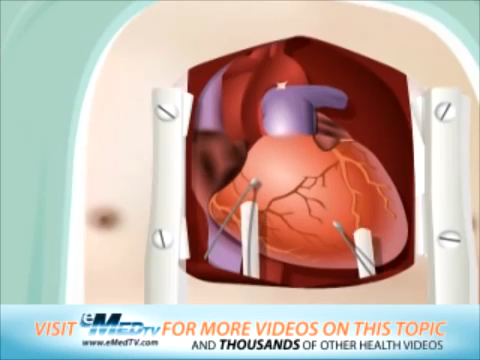 VISIT eMEDTV FOR MORE VIDEOS ON THIS TOPIC
www.eMedTV.com AND THOUSANDS OF OTHER HEALTH VIDEOS